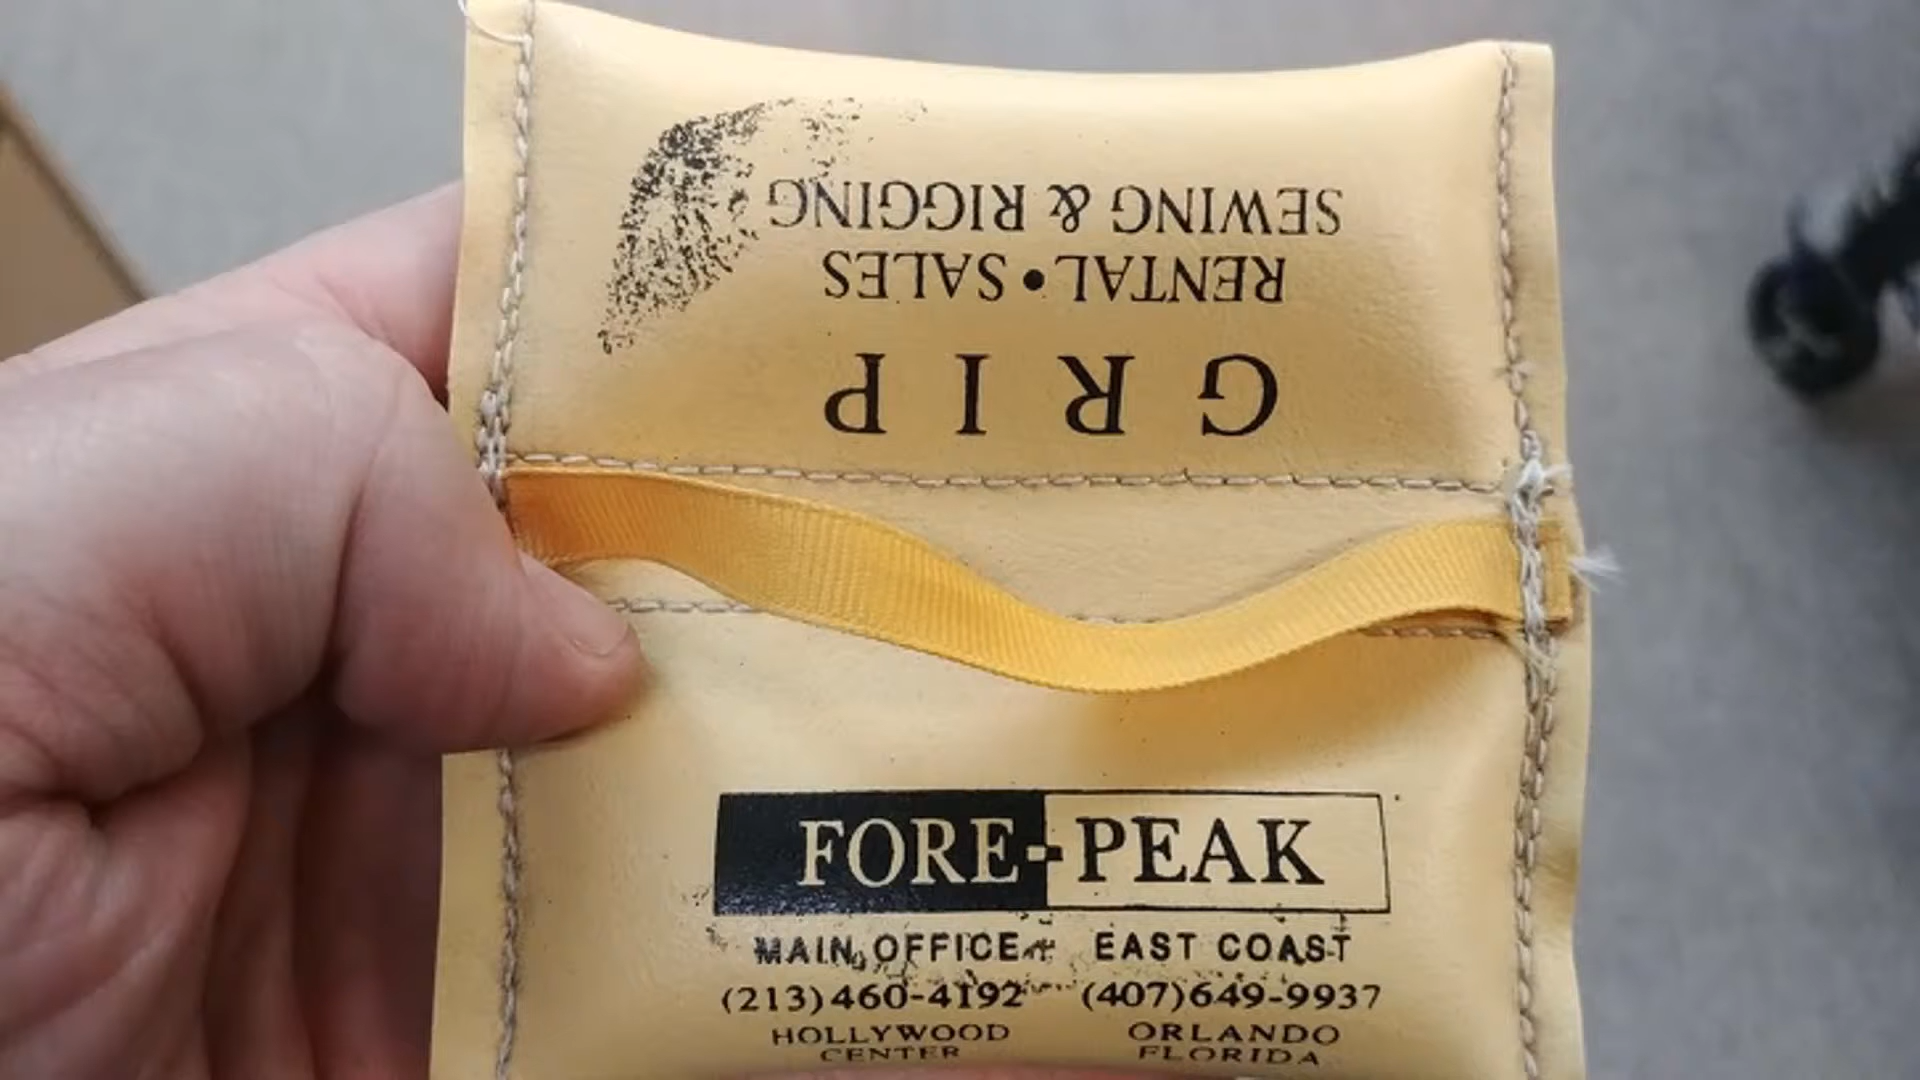 GRIP
RENTAL • SALES
SEWING & RIGGING
FORE-PEAK
MAIN OFFICE EAST COAST
(213)460-4192 (407)649-9937
HOLLYWOOD ORLANDO
CENTER FLORIDA